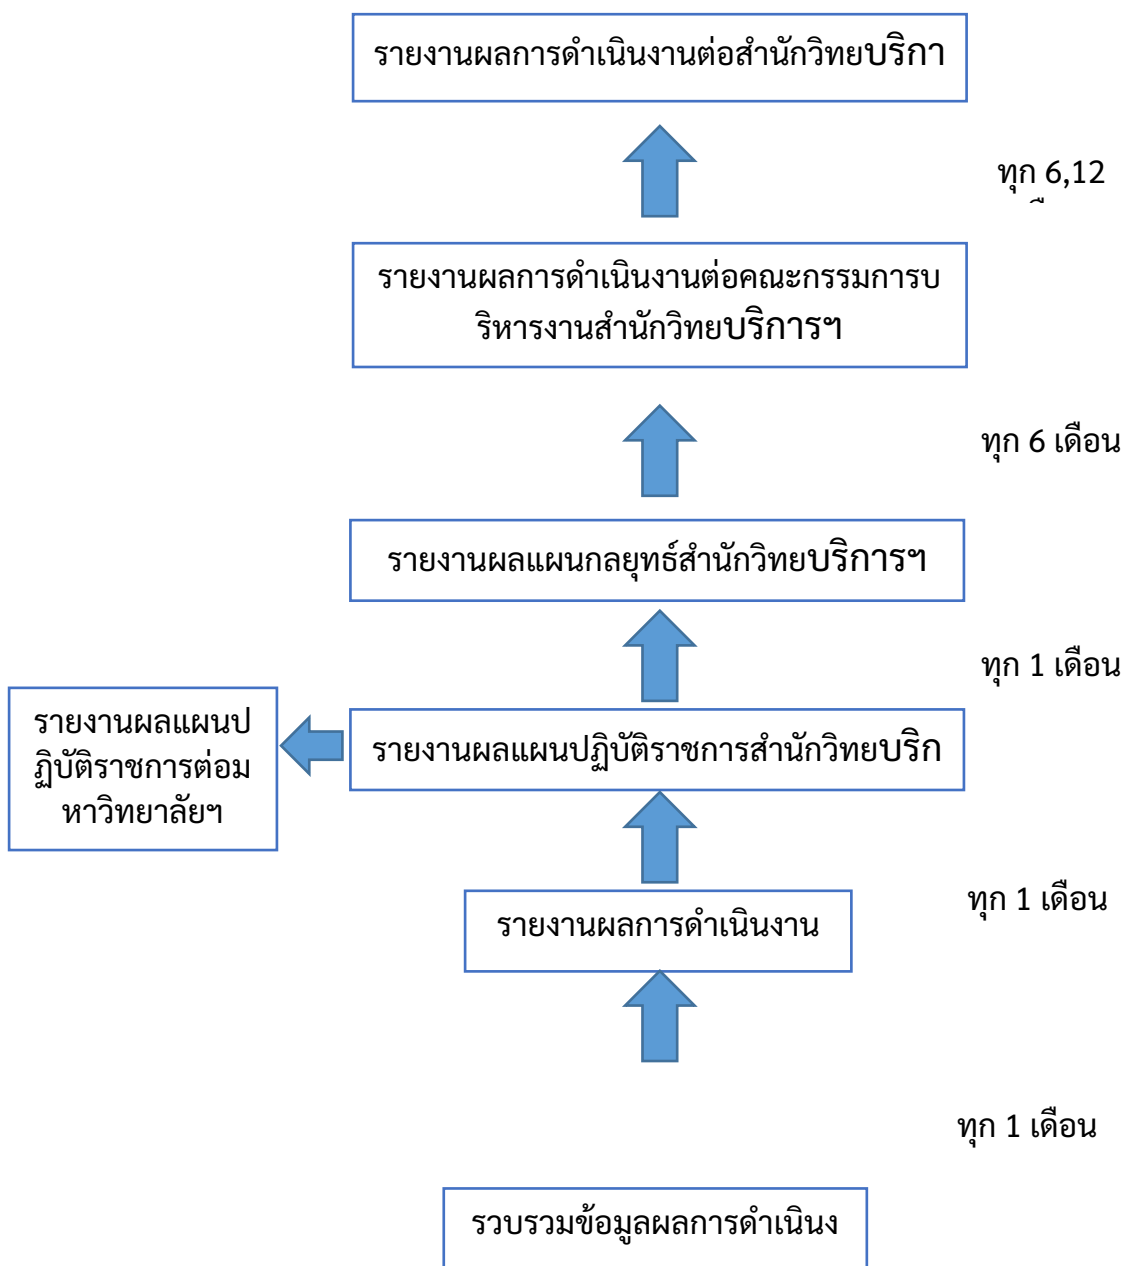 รายงานผลการดำเนินงานต่อสำนักวิทยบริกา
ทุก 6,12
รายงานผลการดำเนินงานต่อคณะกรรมการบ
ริหารงานสำนักวิทยบริการฯ
ทุก 6 เดือน
รายงานผลแผนกลยุทธ์สำนักวิทยบริการฯ
ทุก 1 เดือน
รายงานผลแผนป
ฏิบัติราชการต่อม
หาวิทยาลัยฯ
รายงานผลแผนปฏิบัติราชการสำนักวิทยบริก
ทุก 1 เดือน
รายงานผลการดำเนินงาน
ทุก 1 เดือน
รวบรวมข้อมูลผลการดำเนินง